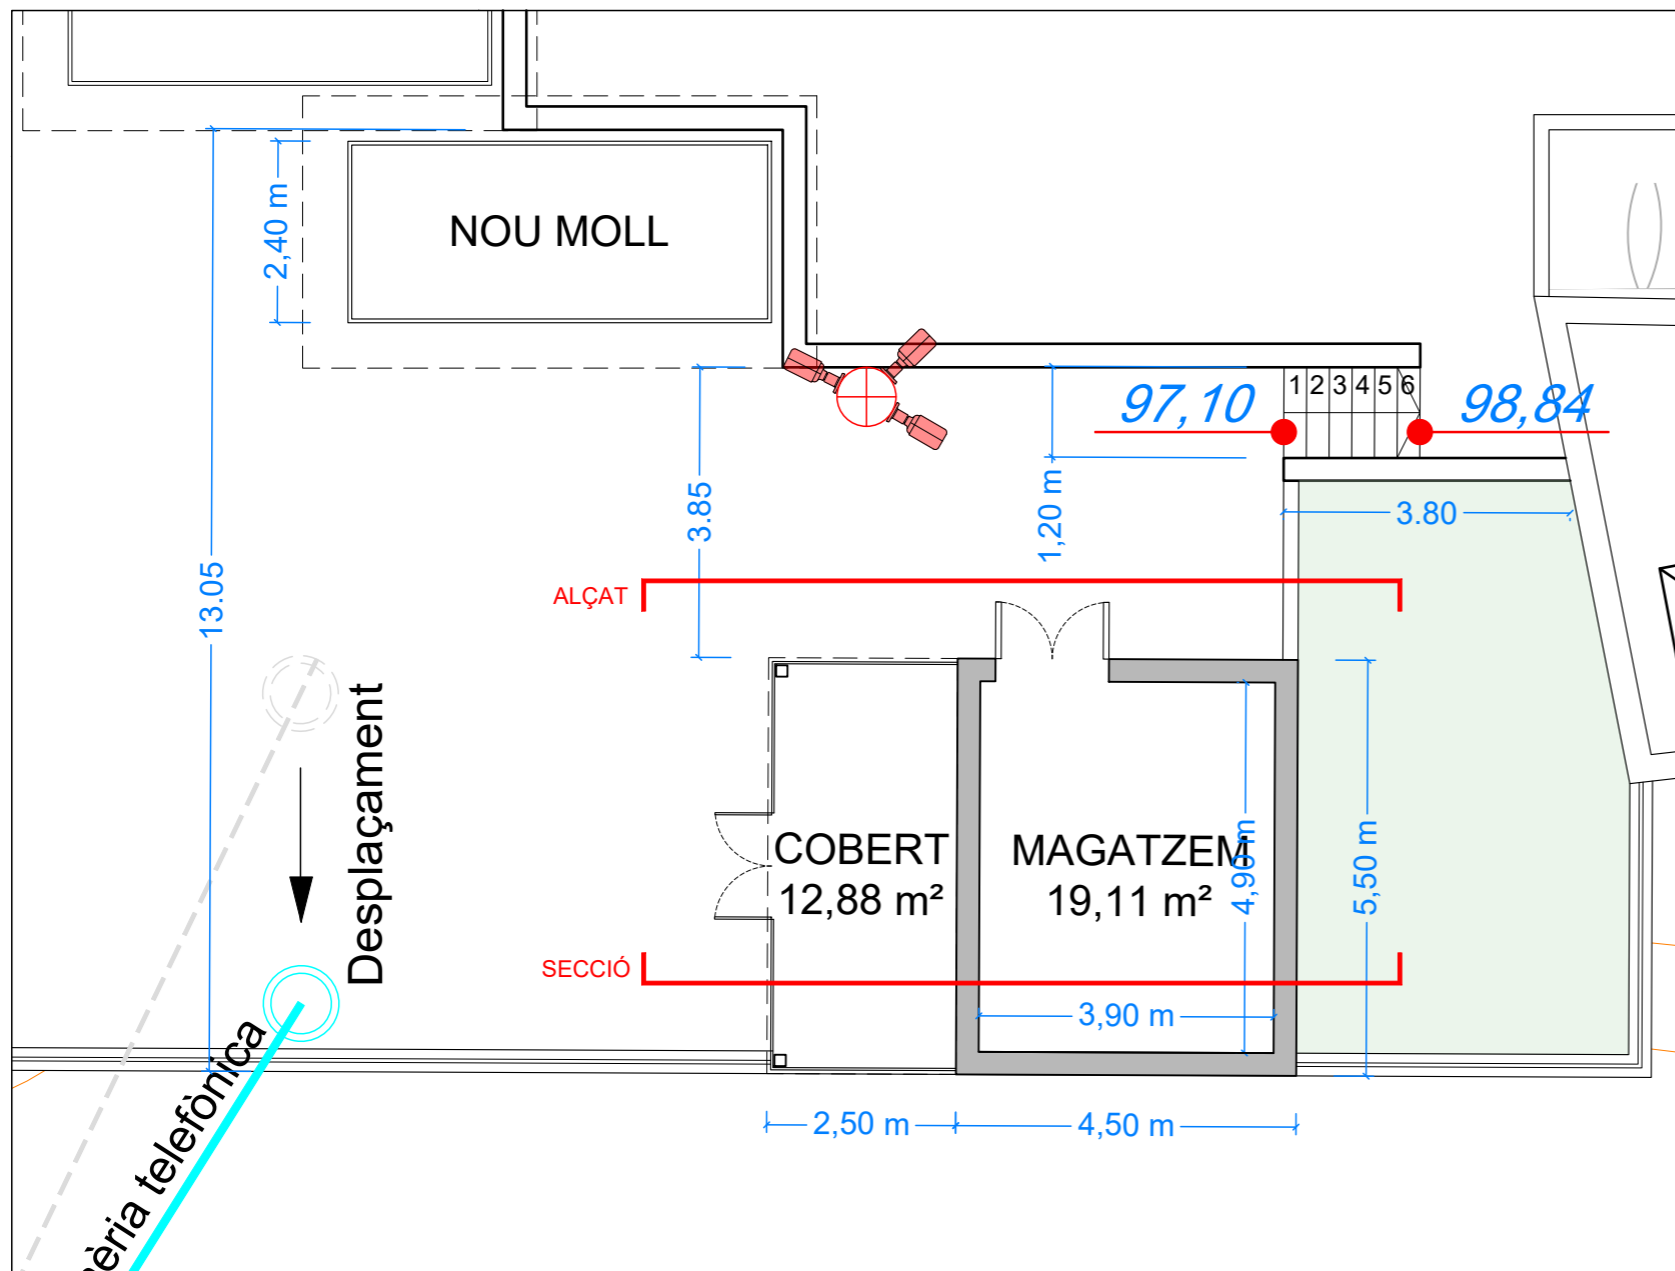 NOU MOLL
2,40 m
13.05
3.85
1,20 m
97,10
1 2 3 4 5 6
98,84
3.80
ALÇAT
Desplaçament
COBERT
12,88 m²
MAGATZEM
19,11 m²
4,90 m
5,50 m
SECCIÓ
3,90 m
2,50 m
4,50 m
telefònica